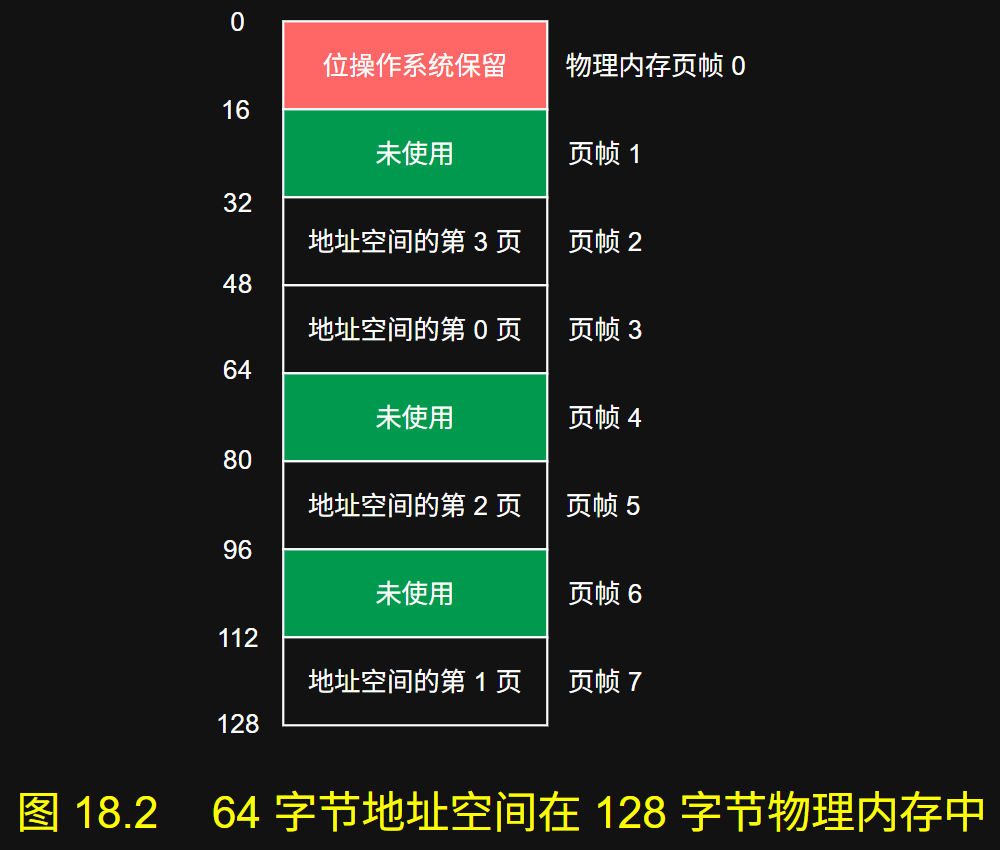 0
位操作系统保留 物理内存页帧 0
16
未使用 页帧 1
32
地址空间的第 3 页 页帧 2
48
地址空间的第 0 页 页帧 3
64
未使用 页帧 4
80
地址空间的第 2 页 页帧 5
96
未使用 页帧 6
112
地址空间的第 1 页 页帧 7
128
图 18.2 64 字节地址空间在 128 字节物理内存中